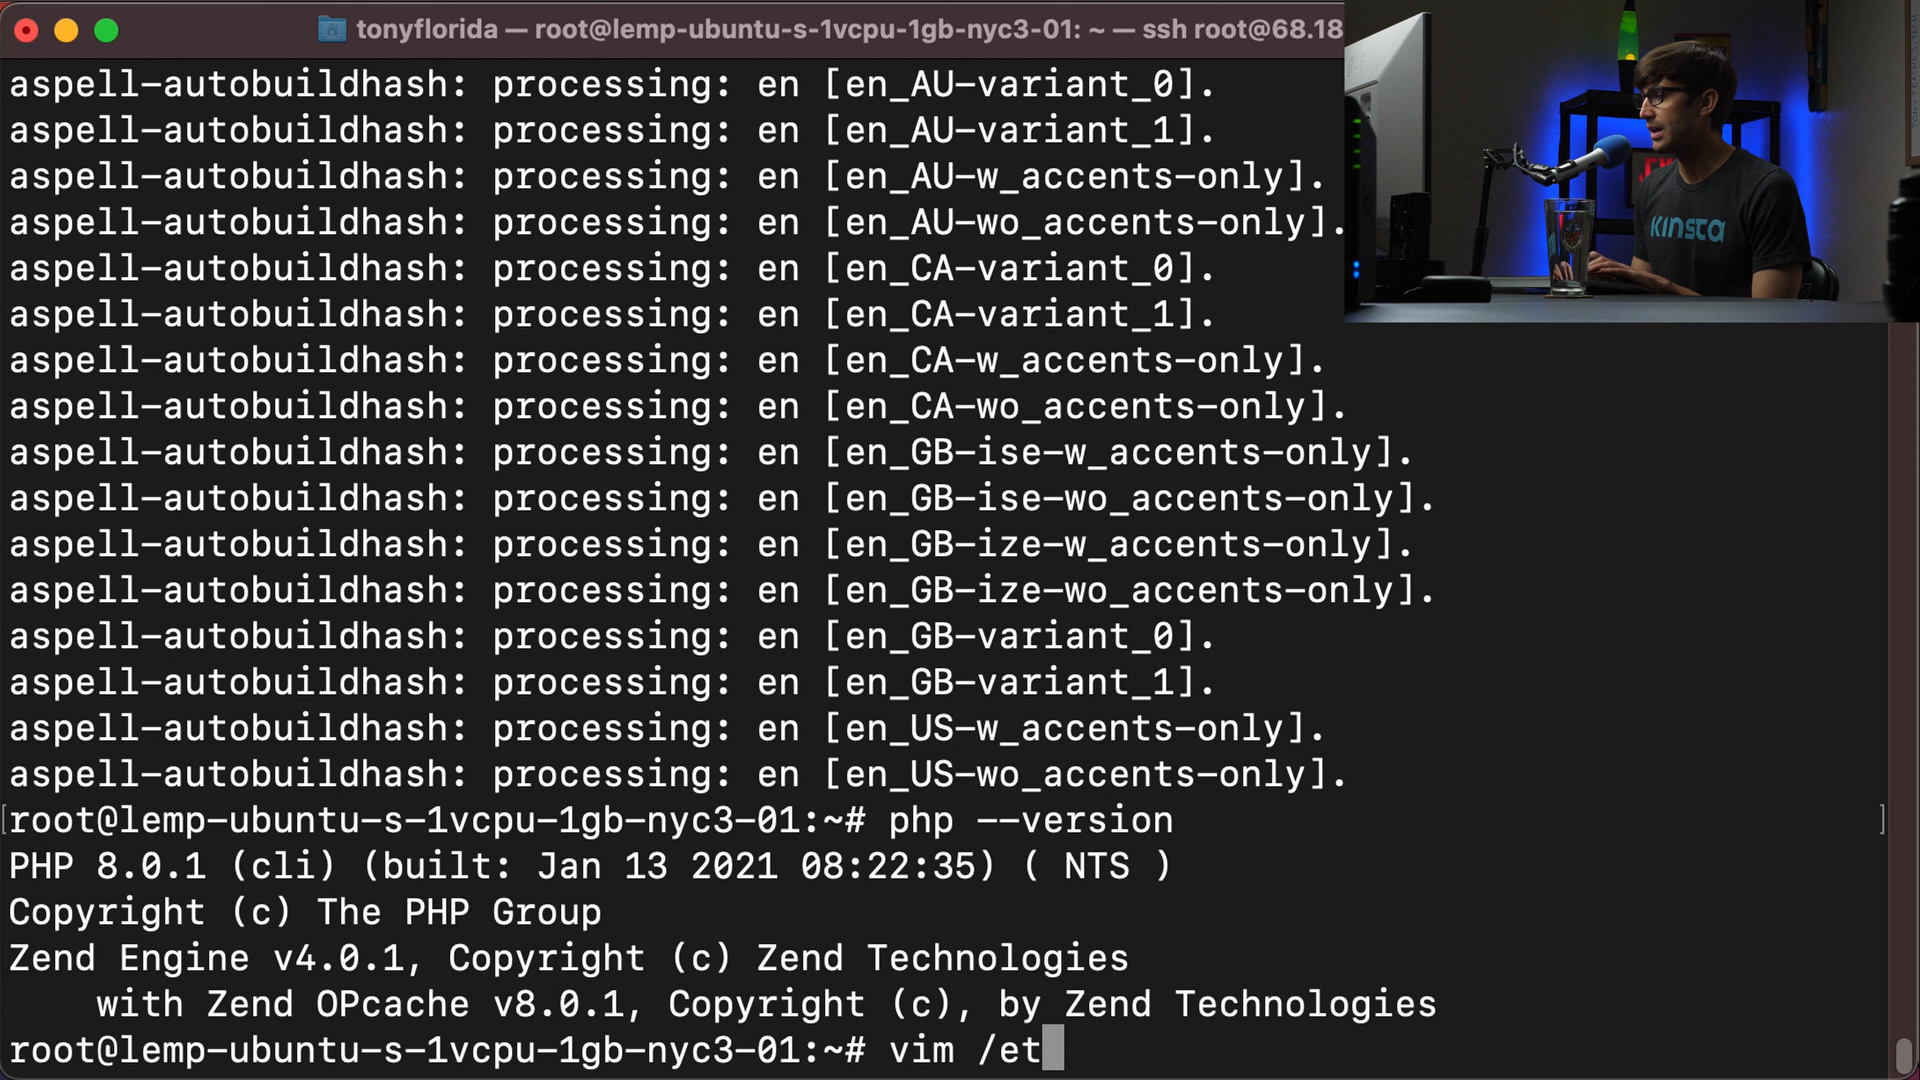 tonyflorida — root@lemp-ubuntu-s-1vcpu-1gb-nyc3-01: ~ — ssh root@68.18
aspell-autobuildhash: processing: en [en_AU-variant_0].
aspell-autobuildhash: processing: en [en_AU-variant_1].
aspell-autobuildhash: processing: en [en_AU-w_accents-only].
aspell-autobuildhash: processing: en [en_AU-wo_accents-only].
aspell-autobuildhash: processing: en [en_CA-variant_0].
aspell-autobuildhash: processing: en [en_CA-variant_1].
aspell-autobuildhash: processing: en [en_CA-w_accents-only].
aspell-autobuildhash: processing: en [en_CA-wo_accents-only].
aspell-autobuildhash: processing: en [en_GB-ise-w_accents-only].
aspell-autobuildhash: processing: en [en_GB-ise-wo_accents-only].
aspell-autobuildhash: processing: en [en_GB-ize-w_accents-only].
aspell-autobuildhash: processing: en [en_GB-ize-wo_accents-only].
aspell-autobuildhash: processing: en [en_GB-variant_0].
aspell-autobuildhash: processing: en [en_GB-variant_1].
aspell-autobuildhash: processing: en [en_US-w_accents-only].
aspell-autobuildhash: processing: en [en_US-wo_accents-only].
[root@lemp-ubuntu-s-1vcpu-1gb-nyc3-01:~# php --version ]
PHP 8.0.1 (cli) (built: Jan 13 2021 08:22:35) ( NTS )
Copyright (c) The PHP Group
Zend Engine v4.0.1, Copyright (c) Zend Technologies
    with Zend OPcache v8.0.1, Copyright (c), by Zend Technologies
root@lemp-ubuntu-s-1vcpu-1gb-nyc3-01:~# vim /et
KINSTA